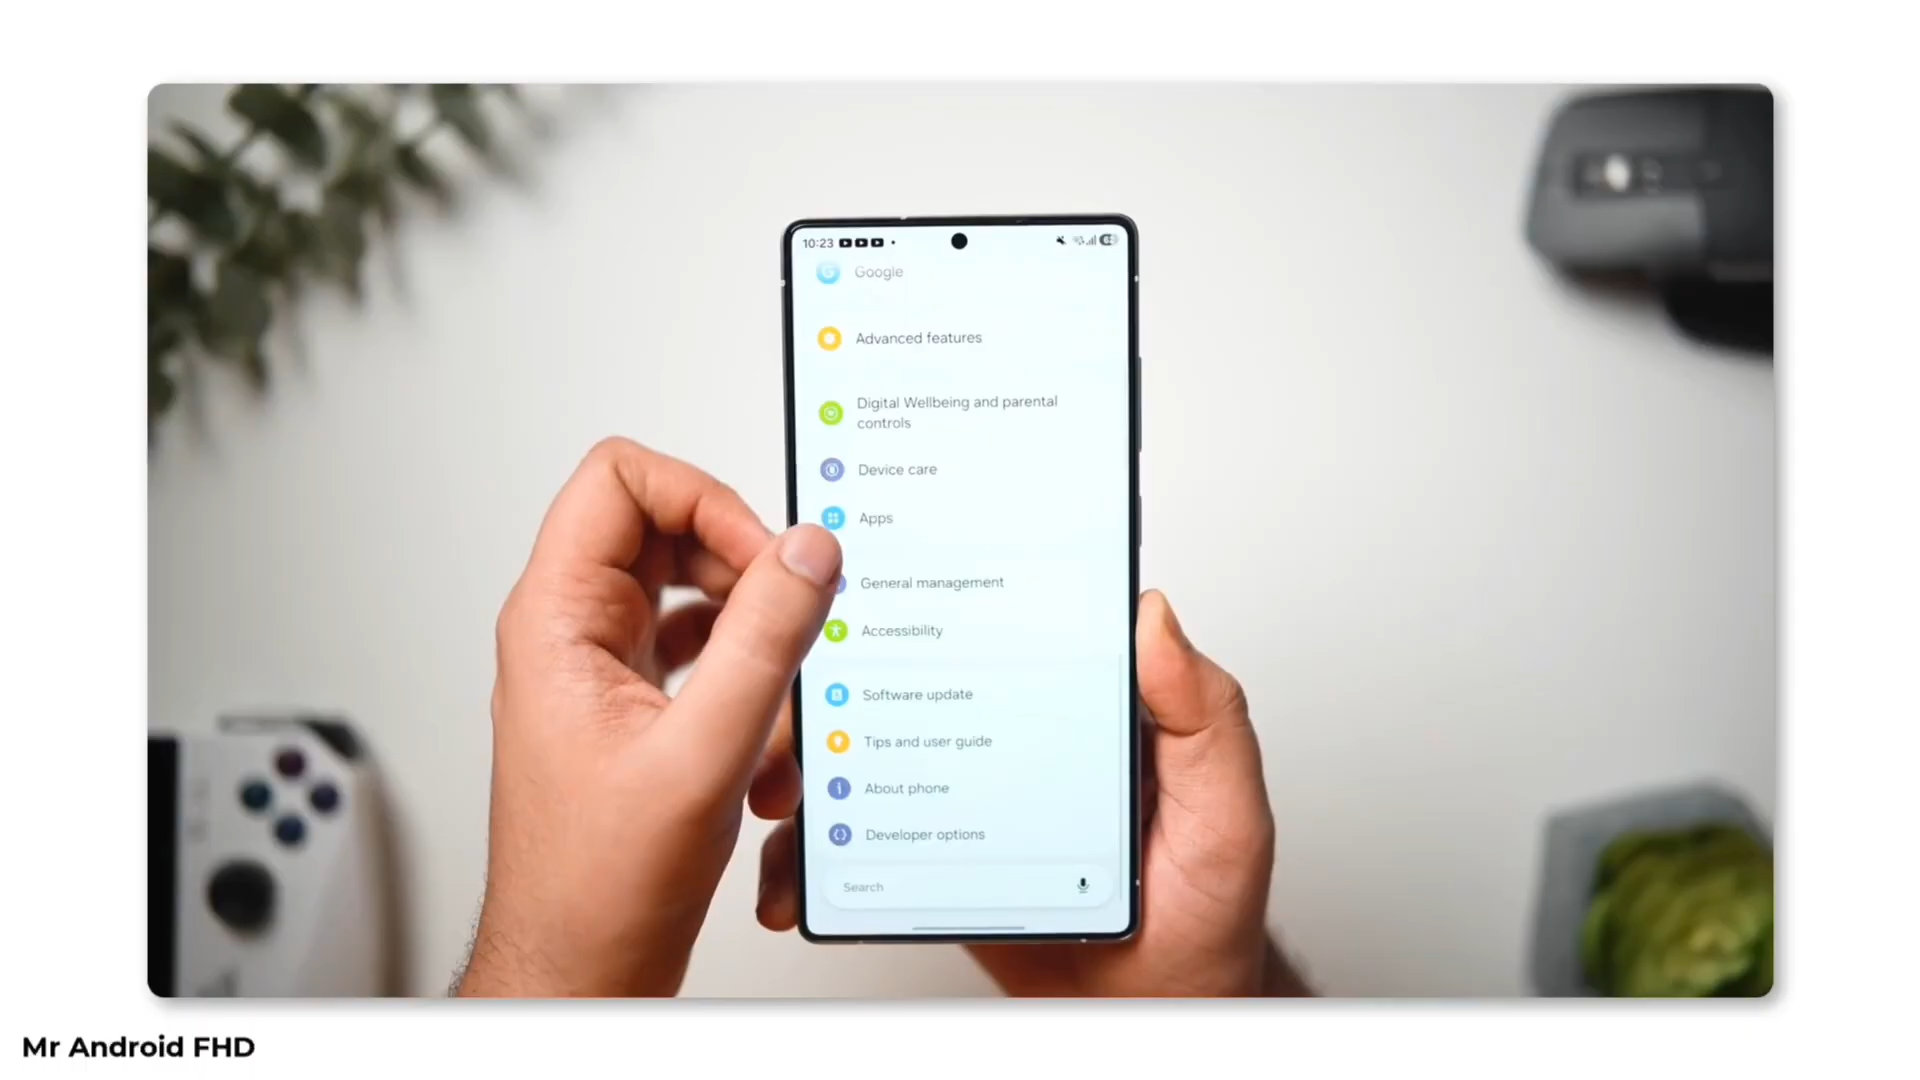 10:23
Google
Advanced features
Digital Wellbeing and parental
controls
Device care
Apps
General management
Accessibility
Software update
Tips and user guide
About phone
Developer options
Search
Mr Android FHD